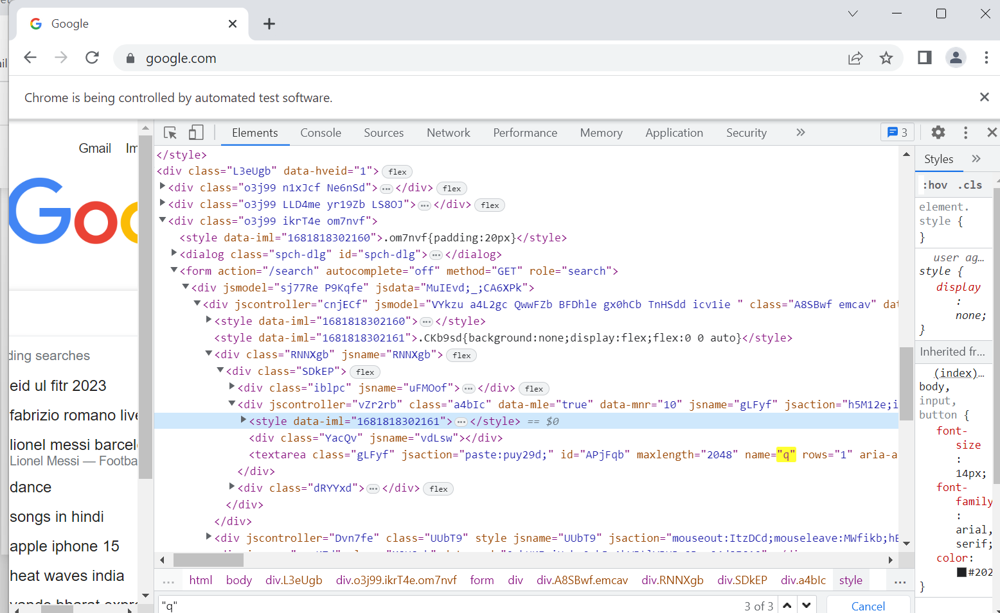 Google
google.com
Chrome is being controlled by automated test software.
Gmail Im
Goo
ding searches
eid ul fitr 2023
fabrizio romano live
lionel messi barcel
Lionel Messi — Footba
dance
songs in hindi
apple iphone 15
heat waves india
vande bharat expr
Elements Console Sources Network Performance Memory Application Security » 3
</style>
<div class="L3eUgb" data-hveid="1"> flex
<div class="o3j99 n1xJcf Ne6nSd"> ••• </div> flex
<div class="o3j99 LLD4me yr19Zb LS8OJ"> ••• </div> flex
<div class="o3j99 ikrT4e om7nvf">
<style data-iml="1681818302160">.om7nvf{padding:20px}</style>
<dialog class="spch-dlg" id="spch-dlg"> ••• </dialog>
<form action="/search" autocomplete="off" method="GET" role="search">
<div jsmodel="sj77Re P9Kqfe" jsdata="MuIEvd;_;CA6XPk">
<div jscontroller="cnjECf" jsmodel="VYkzu a4L2gc QwwFZb BFDhle gx0hCb TnHSdd icv1ie " class="A8SBwf emcav" dat
<style data-iml="1681818302160"> ••• </style>
<style data-iml="1681818302161">.CKb9sd{background:none;display:flex;flex:0 0 auto}</style>
<div class="RNNXgb" jsname="RNNXgb"> flex
<div class="SDkEP"> flex
<div class="iblpc" jsname="uFMOof"> ••• </div> flex
<div jscontroller="vZr2rb" class="a4bIc" data-mle="true" data-mnr="10" jsname="gLFyf" jsaction="h5M12e;i
<style data-iml="1681818302161"> ••• </style> == $0
<div class="YacQv" jsname="vdLsw"></div>
<textarea class="gLFyf" jsaction="paste:puy29d;" id="APjFqb" maxlength="2048" name="q" rows="1" aria-a
</div>
<div class="dRYYxd"> ••• </div> flex
</div>
</div>
<div jscontroller="Dvn7fe" class="UUbT9" style jsname="UUbT9" jsaction="mouseout:ItzDCd;mouseleave:MWfikb;hE
... html body div.L3eUgb div.o3j99.ikrT4e.om7nvf form div div.A8SBwf.emcav div.RNNXgb div.SDkEP div.a4bIc style ...
"q" 3 of 3 Cancel
Styles »
:hov .cls
element.
style {
}
user ag…
style {
display
:
none;
}
Inherited fr…
(index)…
body,
input,
button {
font-
size
:
14px;
font-
family
:
arial,
serif;
color:
#202
}